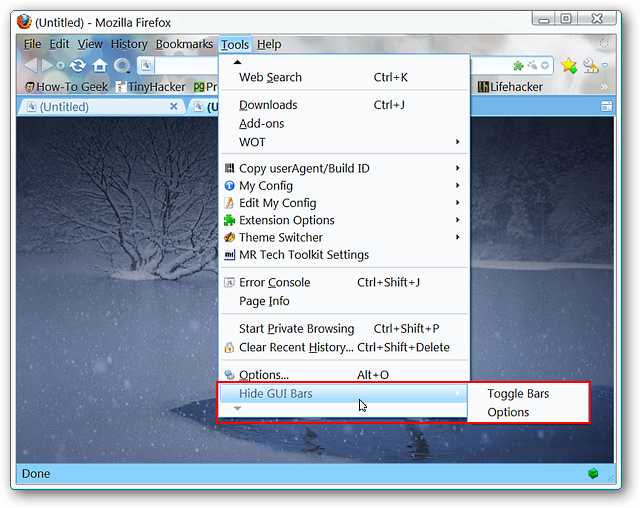 (Untitled) - Mozilla Firefox
File Edit View History Bookmarks Tools Help
How-To Geek TinyHacker Pr Lifehacker
(Untitled) (U
Web Search Ctrl+K
Downloads Ctrl+J
Add-ons
WOT
Copy userAgent/Build ID
My Config
Edit My Config
Extension Options
Theme Switcher
MR Tech Toolkit Settings
Error Console Ctrl+Shift+J
Page Info
Start Private Browsing Ctrl+Shift+P
Clear Recent History... Ctrl+Shift+Delete
Options... Alt+O
Hide GUI Bars Toggle Bars
Options
Done